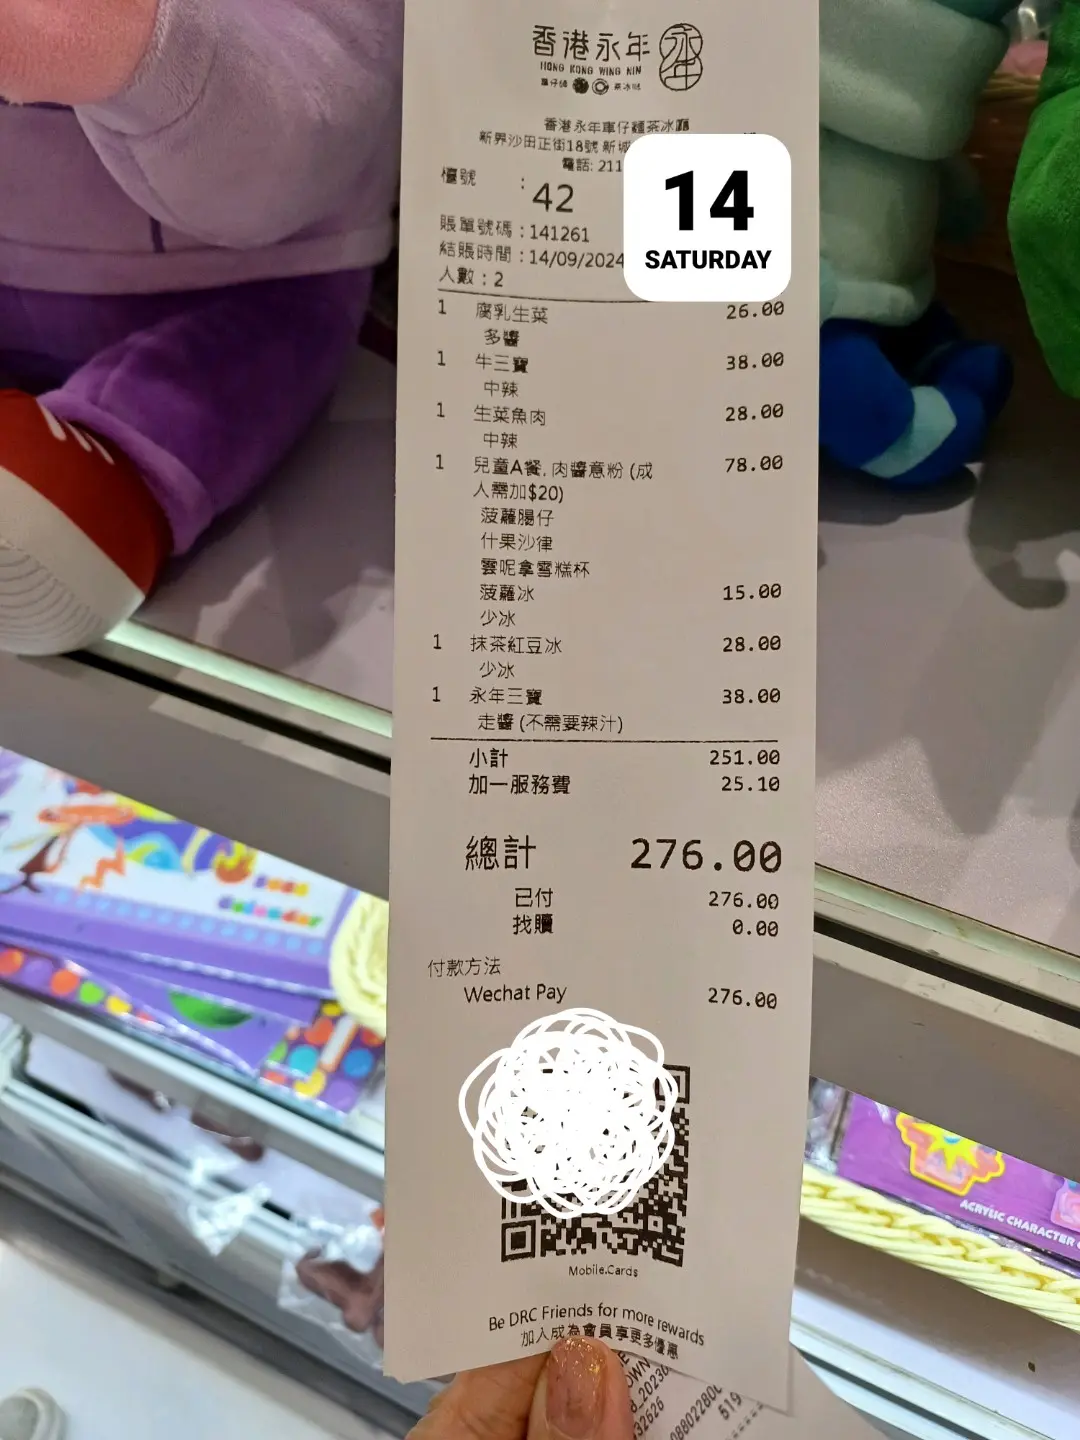 香港永年
HONG KONG WING NIN
車仔麵 茶冰廳
香港永年車仔麵茶冰廳
新界沙田正街18號 新城
電話: 211
14
SATURDAY
檯號 : 42
賬單號碼 : 141261
結賬時間 : 14/09/2024
人數 : 2
1 腐乳生菜 26.00
多醬
1 牛三寶 38.00
中辣
1 生菜魚肉 28.00
中辣
1 兒童A餐, 肉醬意粉 (成 78.00
人需加$20)
菠蘿腸仔
什果沙律
雲呢拿雪糕杯
菠蘿冰 15.00
少冰
1 抹茶紅豆冰 28.00
少冰
1 永年三寶 38.00
走醬 (不需要辣汁)
小計 251.00
加一服務費 25.10
總計 276.00
已付 276.00
找贖 0.00
付款方法
Wechat Pay 276.00
Mobile.Cards
Be DRC Friends for more rewards
加入成為會員享更多優惠
Calendar
ACRYLIC CHARACTER
OWN
32626
08802280
519